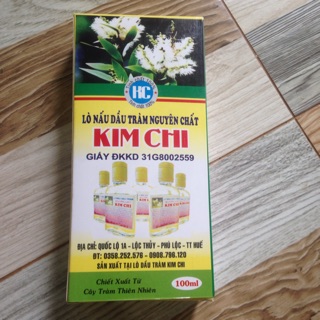 HC
LÒ NẤU DẦU TRÀM NGUYÊN CHẤT
KIM CHI
GIẤY ĐKKD 31G8002559
ĐỊA CHỈ: QUỐC LỘ 1A - LỘC THỦY - PHÚ LỘC - TT HUẾ
ĐT: 0358.252.576 - 0908.796.120
SẢN XUẤT TẠI LÒ DẦU TRÀM KIM CHI
Chiết Xuất Từ
Cây Tràm Thiên Nhiên
100ml